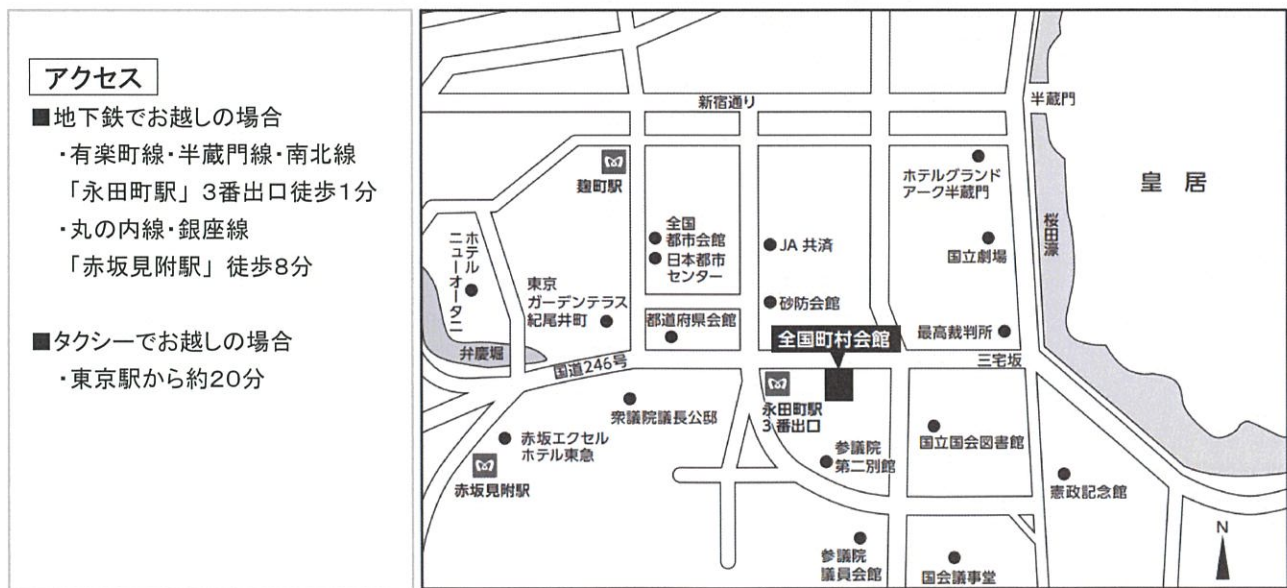 アクセス
■地下鉄でお越しの場合
・有楽町線・半蔵門線・南北線
「永田町駅」3番出口徒歩1分
・丸の内線・銀座線
「赤坂見附駅」徒歩8分
■タクシーでお越しの場合
・東京駅から約20分
新宿通り
半蔵門
麹町駅
ホテルグランド
アーク半蔵門
皇居
桜田濠
全国
都市会館
日本都市
センター
JA 共済
国立劇場
ホテル
ニューオータニ
東京
ガーデンテラス
紀尾井町
砂防会館
都道府県会館
全国町村会館
最高裁判所
三宅坂
弁慶堀
国道246号
永田町駅
3番出口
衆議院議長公邸
国立国会図書館
赤坂エクセル
ホテル東急
参議院
第二別館
赤坂見附駅
憲政記念館
参議院
議員会館
国会議事堂
N